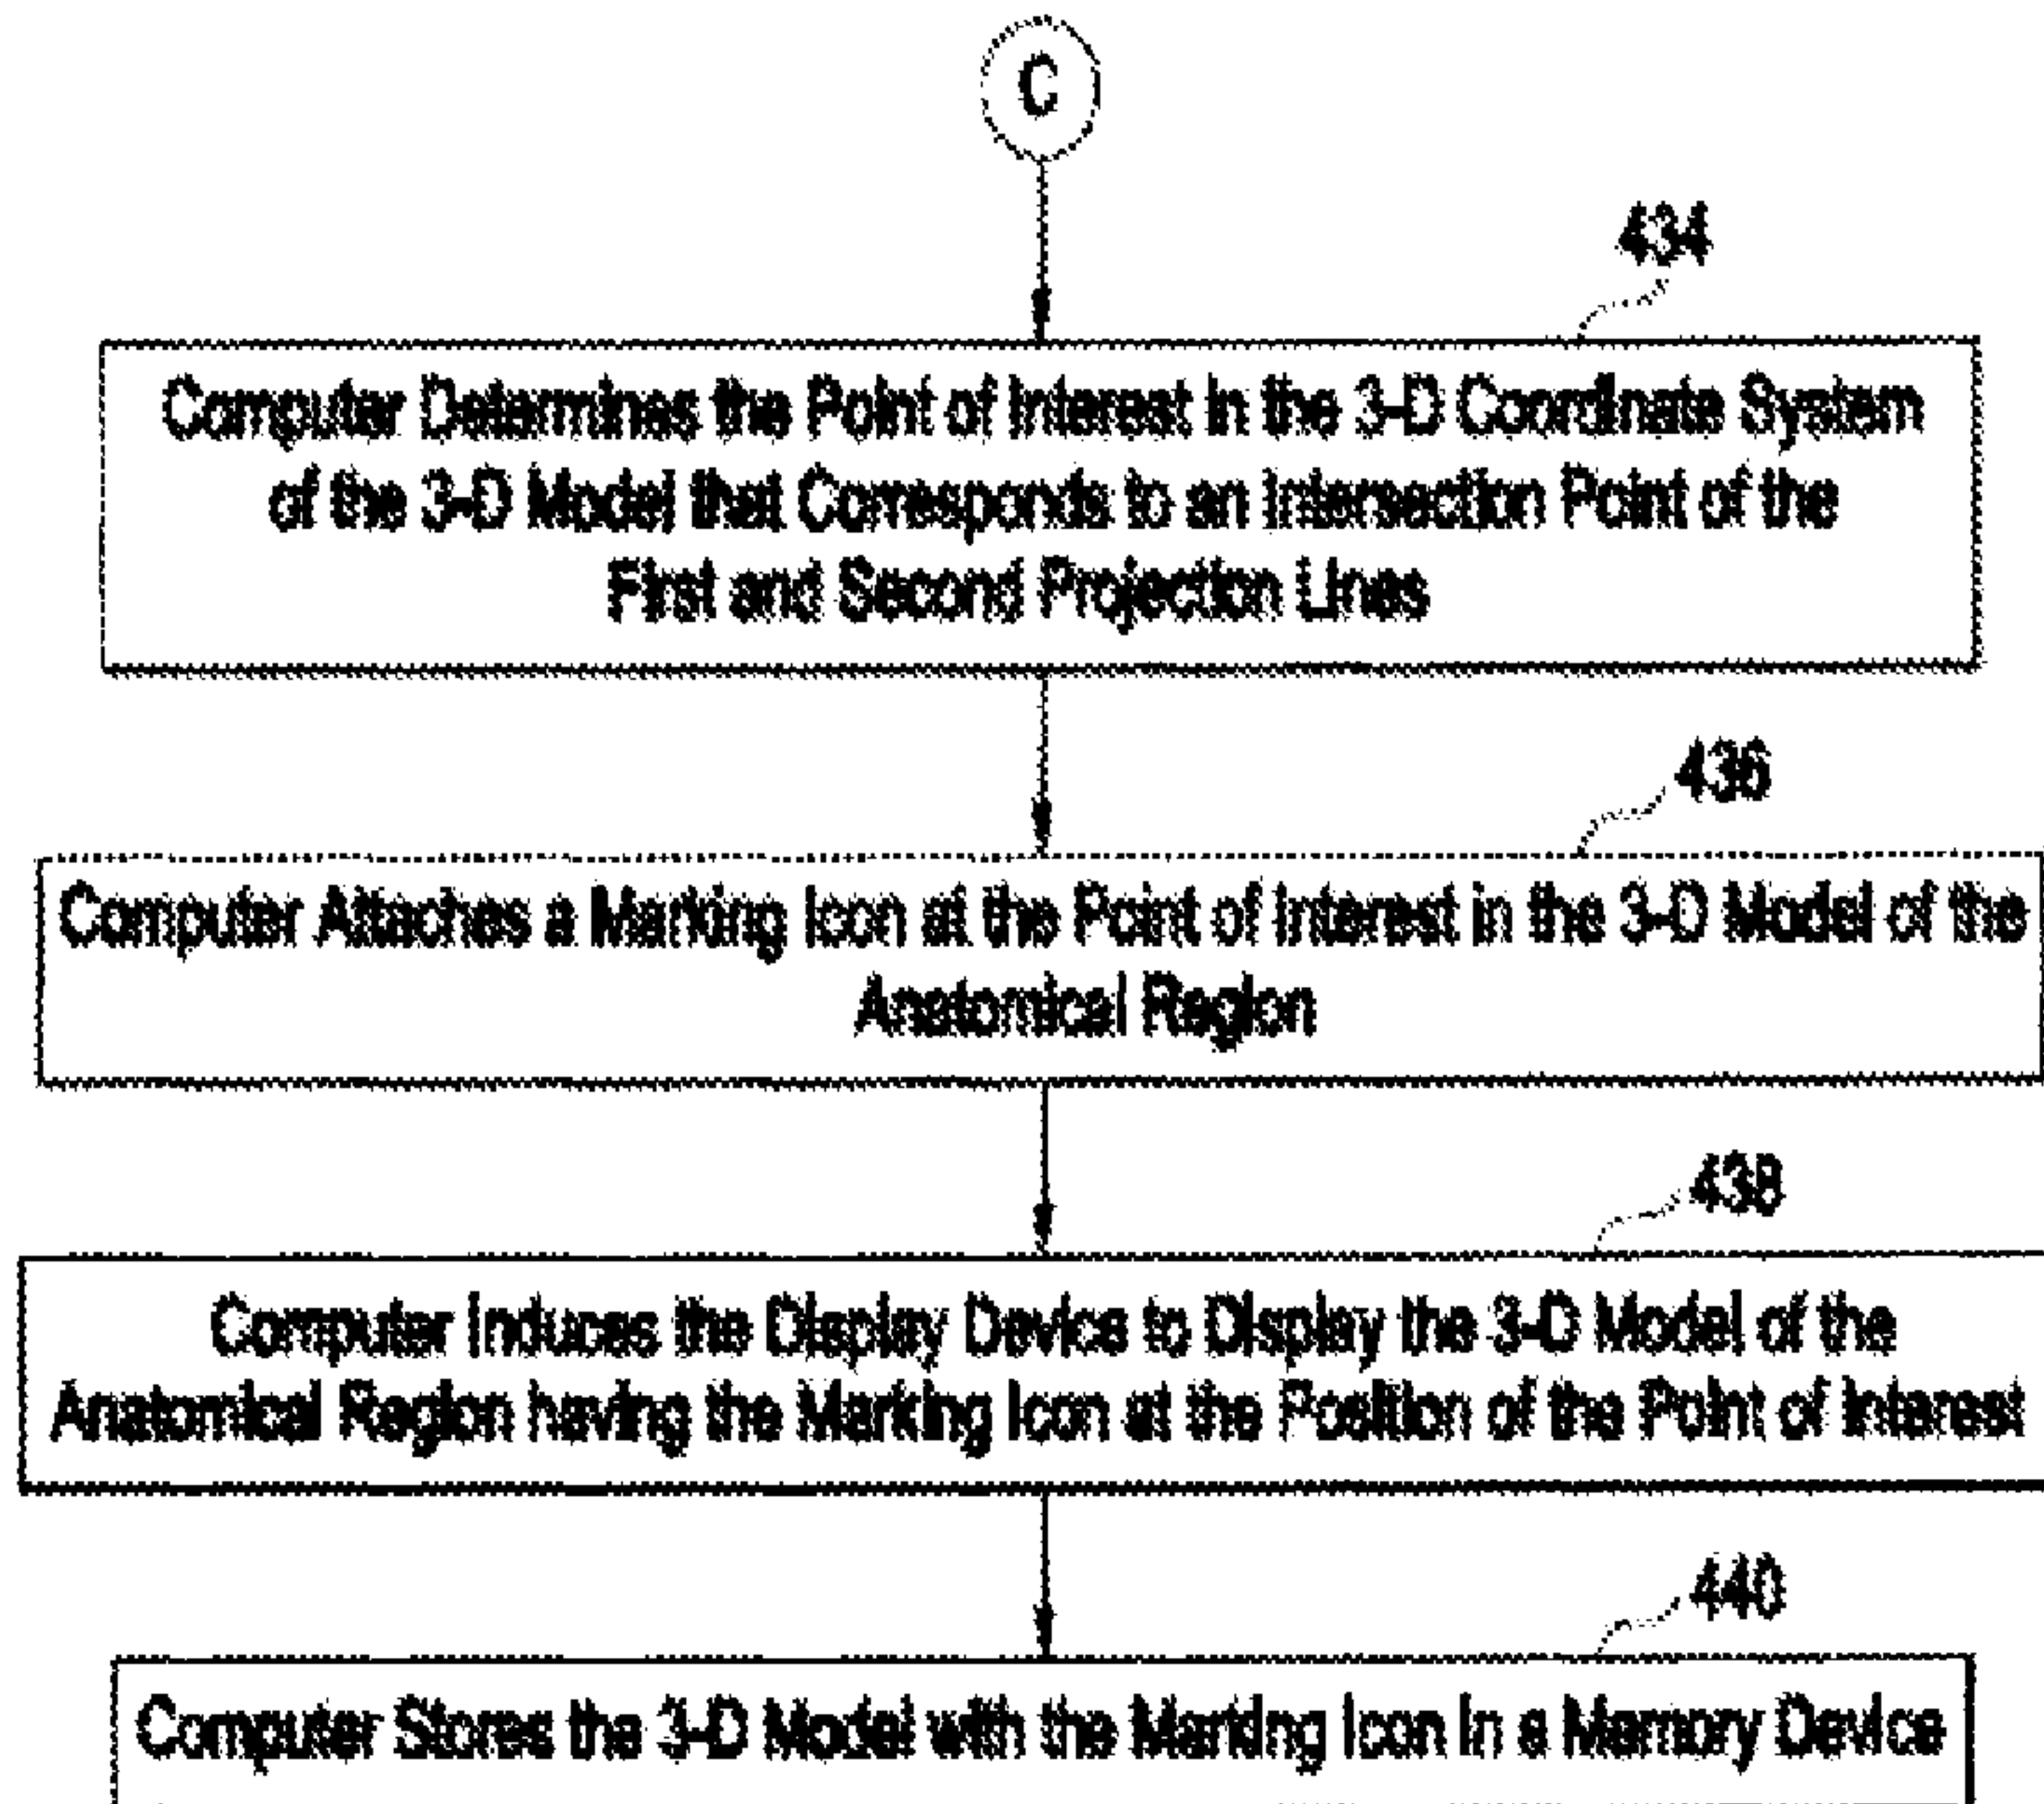 C
434
Computer Determines the Point of Interest in the 3-D Coordinate System
of the 3-D Model that Corresponds to an Intersection Point of the
First and Second Projection Lines
436
Computer Attaches a Marking Icon at the Point of Interest in the 3-D Model of the
Anatomical Region
438
Computer Induces the Display Device to Display the 3-D Model of the
Anatomical Region having the Marking Icon at the Position of the Point of Interest
440
Computer Stores the 3-D Model with the Marking Icon in a Memory Device